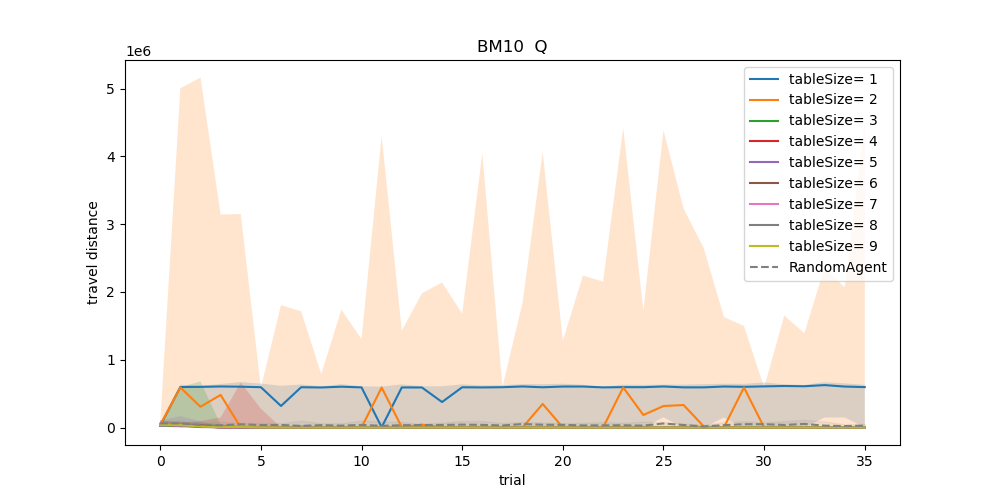 BM10  Q
1e6
5
4
3
2
1
0
travel distance
0 5 10 15 20 25 30 35
trial
tableSize= 1
tableSize= 2
tableSize= 3
tableSize= 4
tableSize= 5
tableSize= 6
tableSize= 7
tableSize= 8
tableSize= 9
RandomAgent